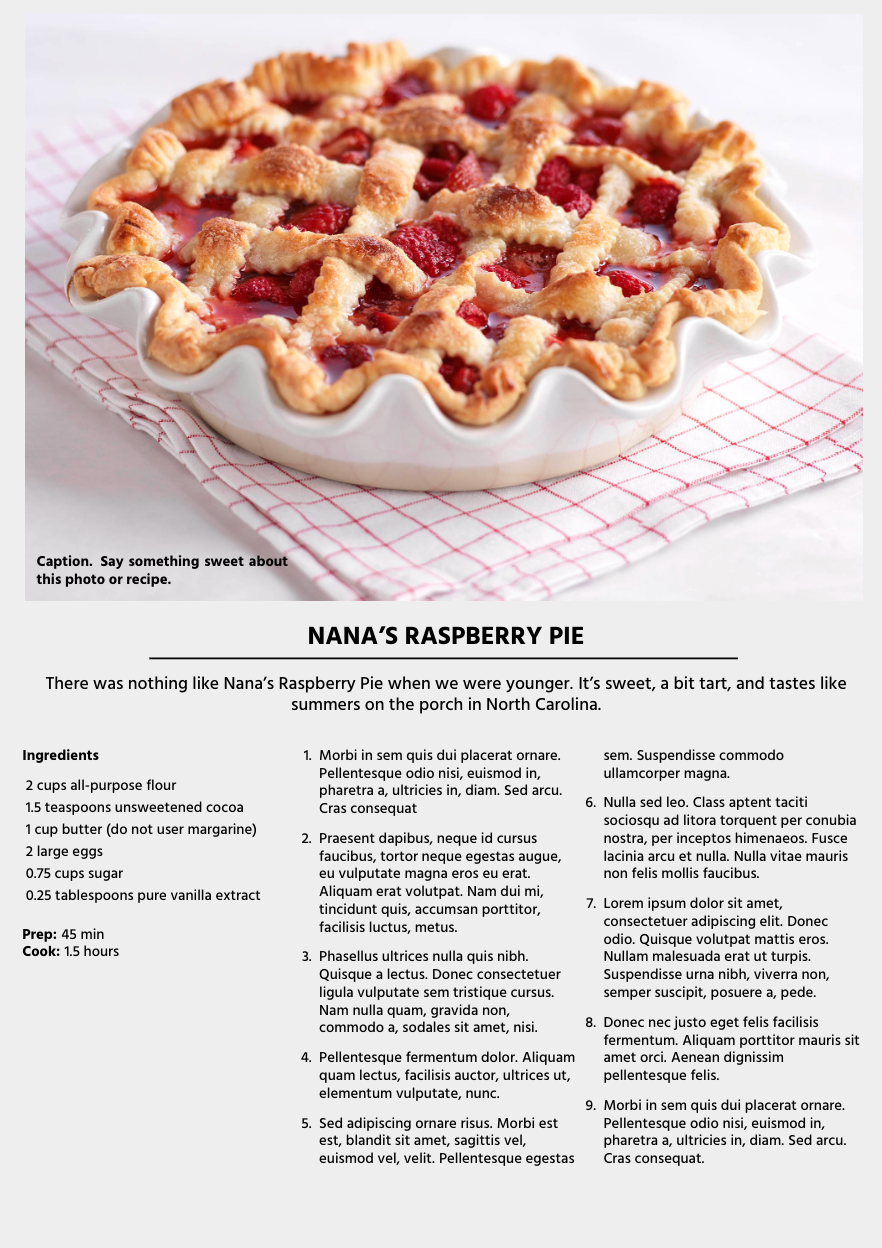 Caption. Say something sweet about
this photo or recipe.
NANA'S RASPBERRY PIE
There was nothing like Nana's Raspberry Pie when we were younger. It's sweet, a bit tart, and tastes like
summers on the porch in North Carolina.
Ingredients
2 cups all-purpose flour
1.5 teaspoons unsweetened cocoa
1 cup butter (do not user margarine)
2 large eggs
0.75 cups sugar
0.25 tablespoons pure vanilla extract
Prep: 45 min
Cook: 1.5 hours
1. Morbi in sem quis dui placerat ornare.
Pellentesque odio nisi, euismod in,
pharetra a, ultricies in, diam. Sed arcu.
Cras consequat
2. Praesent dapibus, neque id cursus
faucibus, tortor neque egestas augue,
eu vulputate magna eros eu erat.
Aliquam erat volutpat. Nam dui mi,
tincidunt quis, accumsan porttitor,
facilisis luctus, metus.
3. Phasellus ultrices nulla quis nibh.
Quisque a lectus. Donec consectetuer
ligula vulputate sem tristique cursus.
Nam nulla quam, gravida non,
commodo a, sodales sit amet, nisi.
4. Pellentesque fermentum dolor. Aliquam
quam lectus, facilisis auctor, ultrices ut,
elementum vulputate, nunc.
5. Sed adipiscing ornare risus. Morbi est
est, blandit sit amet, sagittis vel,
euismod vel, velit. Pellentesque egestas
sem. Suspendisse commodo
ullamcorper magna.
6. Nulla sed leo. Class aptent taciti
sociosqu ad litora torquent per conubia
nostra, per inceptos himenaeos. Fusce
lacinia arcu et nulla. Nulla vitae mauris
non felis mollis faucibus.
7. Lorem ipsum dolor sit amet,
consectetuer adipiscing elit. Donec
odio. Quisque volutpat mattis eros.
Nullam malesuada erat ut turpis.
Suspendisse urna nibh, viverra non,
semper suscipit, posuere a, pede.
8. Donec nec justo eget felis facilisis
fermentum. Aliquam porttitor mauris sit
amet orci. Aenean dignissim
pellentesque felis.
9. Morbi in sem quis dui placerat ornare.
Pellentesque odio nisi, euismod in,
pharetra a, ultricies in, diam. Sed arcu.
Cras consequat.